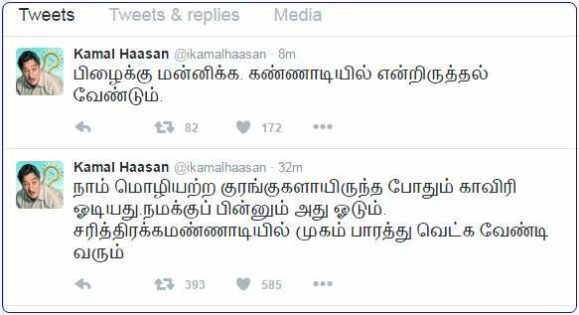 Tweets Tweets & replies Media
Kamal Haasan @ikamalhaasan · 8m
பிழைக்கு மன்னிக்க. கண்ணாடியில் என்றிருத்தல்
வேண்டும்.
82 172
Kamal Haasan @ikamalhaasan · 32m
நாம் மொழியற்ற குரங்குகளாயிருந்த போதும் காவிரி
ஓடியது.நமக்குப் பின்னும் அது ஓடும்.
சரித்திரக்கமண்ணாடியில் முகம் பாரத்து வெட்க வேண்டி
வரும்
393 585